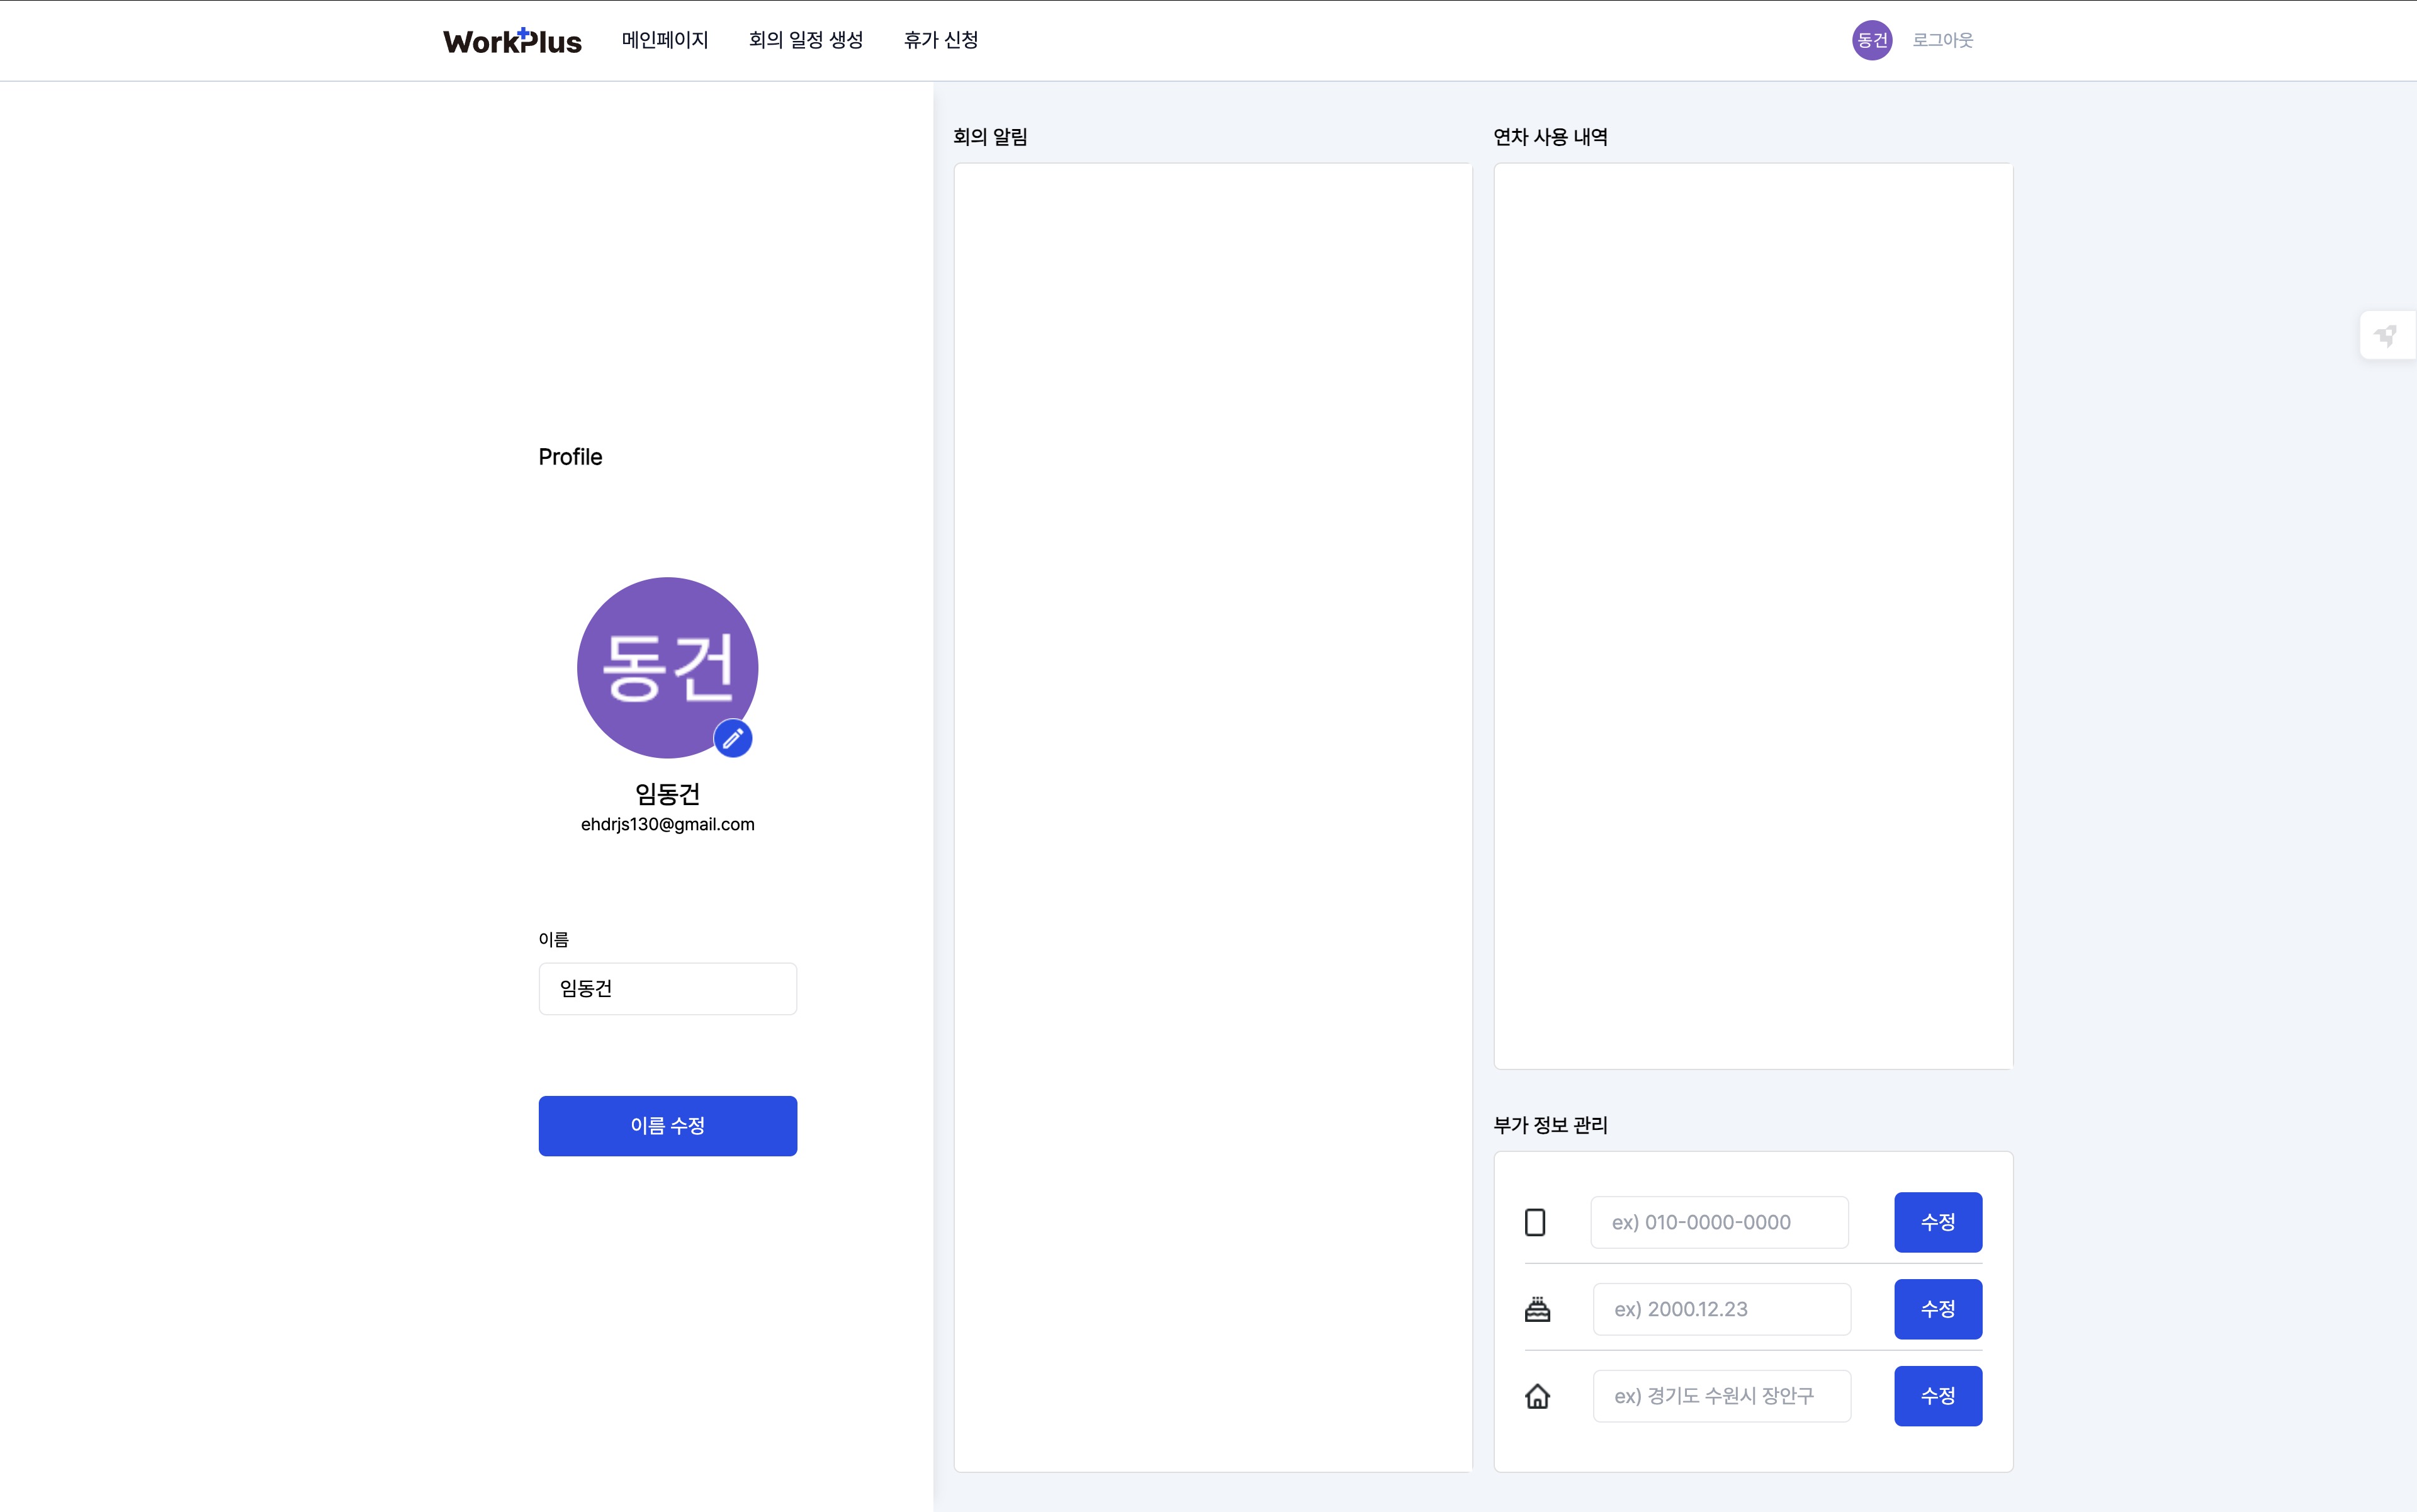 WorkPlus 메인페이지 회의 일정 생성 휴가 신청 동건 로그아웃
Profile
동건
임동건
ehdrjs130@gmail.com
이름
임동건
이름 수정
회의 알림
연차 사용 내역
부가 정보 관리
ex) 010-0000-0000 수정
ex) 2000.12.23 수정
ex) 경기도 수원시 장안구 수정